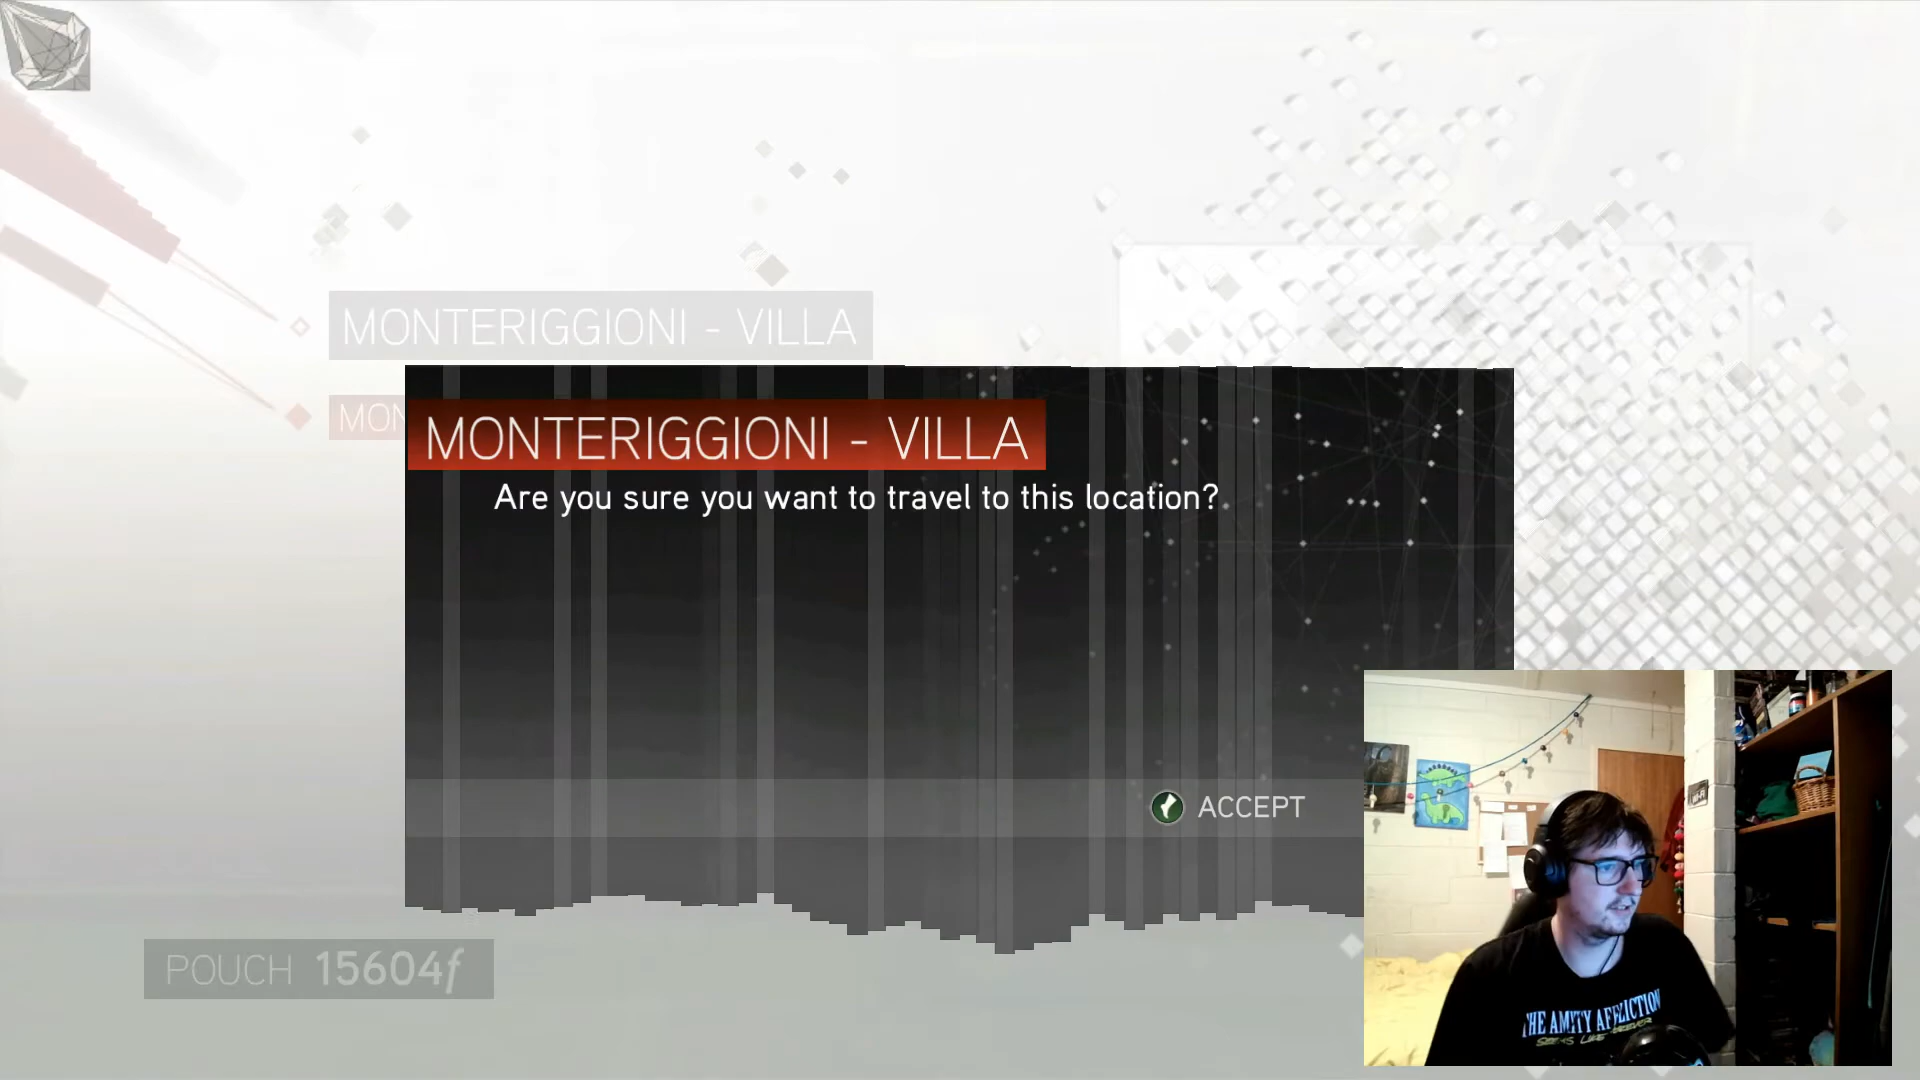 MONTERIGGIONI - VILLA
MON
MONTERIGGIONI - VILLA
Are you sure you want to travel to this location?
ACCEPT
POUCH 15604f
THE AMITY AFFLICTION